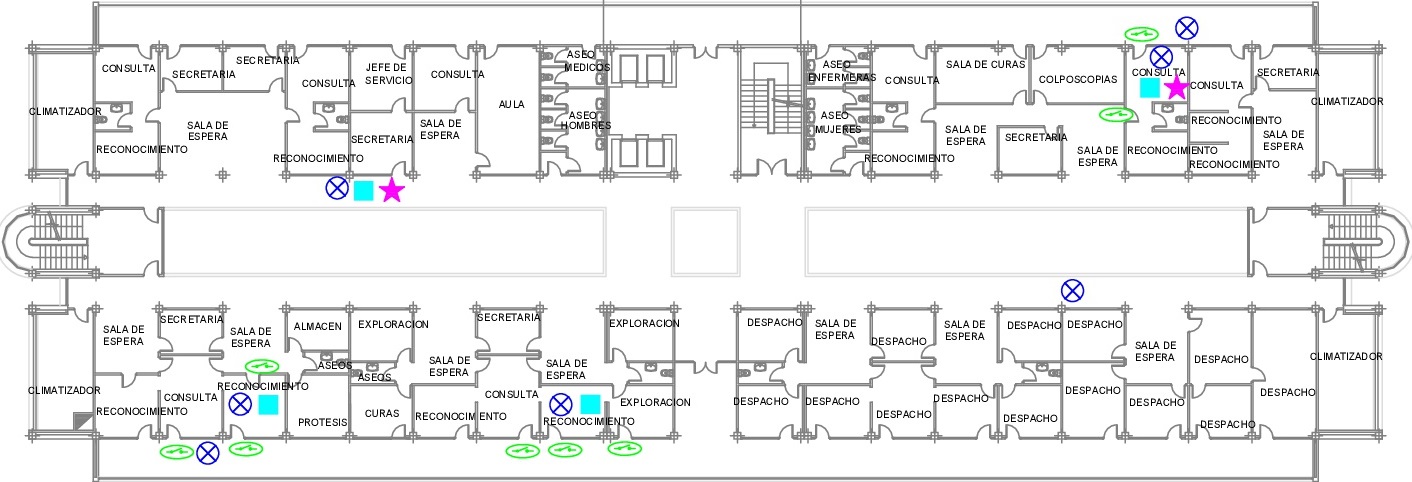 SECRETARIA
CONSULTA
SECRETARIA
CONSULTA
JEFE DE
SERVICIO
CONSULTA
AULA
ASEO
MEDICOS
ASEO
HOMBRES
CLIMATIZADOR
SALA DE
ESPERA
SECRETARIA
SALA DE
ESPERA
RECONOCIMIENTO
RECONOCIMIENTO
ASEO
ENFERMERAS
ASEO
MUJERES
CONSULTA
SALA DE CURAS
COLPOSCOPIAS
CONSULTA
CONSULTA
SECRETARIA
CLIMATIZADOR
SALA DE
ESPERA
SECRETARIA
SALA DE
ESPERA
RECONOCIMIENTO
RECONOCIMIENTO
RECONOCIMIENTO
RECONOCIMIENTO
SALA DE
ESPERA
SALA DE
ESPERA
SECRETARIA
SALA DE
ESPERA
ALMACEN
EXPLORACION
SECRETARIA
EXPLORACION
ASEOS
ASEOS
SALA DE
ESPERA
SALA DE
ESPERA
CLIMATIZADOR
RECONOCIMIENTO
CONSULTA
RECONOCIMIENTO
PROTESIS
CURAS
RECONOCIMIENTO
CONSULTA
RECONOCIMIENTO
EXPLORACION
DESPACHO
SALA DE
ESPERA
DESPACHO
SALA DE
ESPERA
DESPACHO
DESPACHO
SALA DE
ESPERA
DESPACHO
CLIMATIZADOR
DESPACHO
DESPACHO
DESPACHO
DESPACHO
DESPACHO
DESPACHO
DESPACHO
DESPACHO
DESPACHO